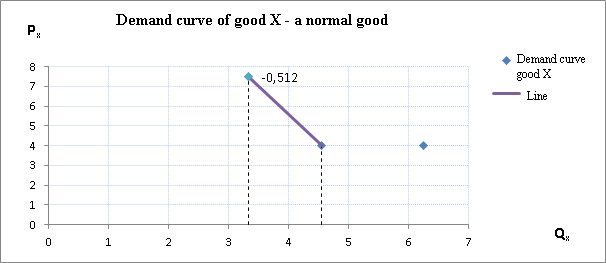 Demand curve of good X - a normal good
Px
8
7
6
5
4
3
2
1
0
-0,512
0 1 2 3 4 5 6 7
Qx
Demand curve
good X
Line